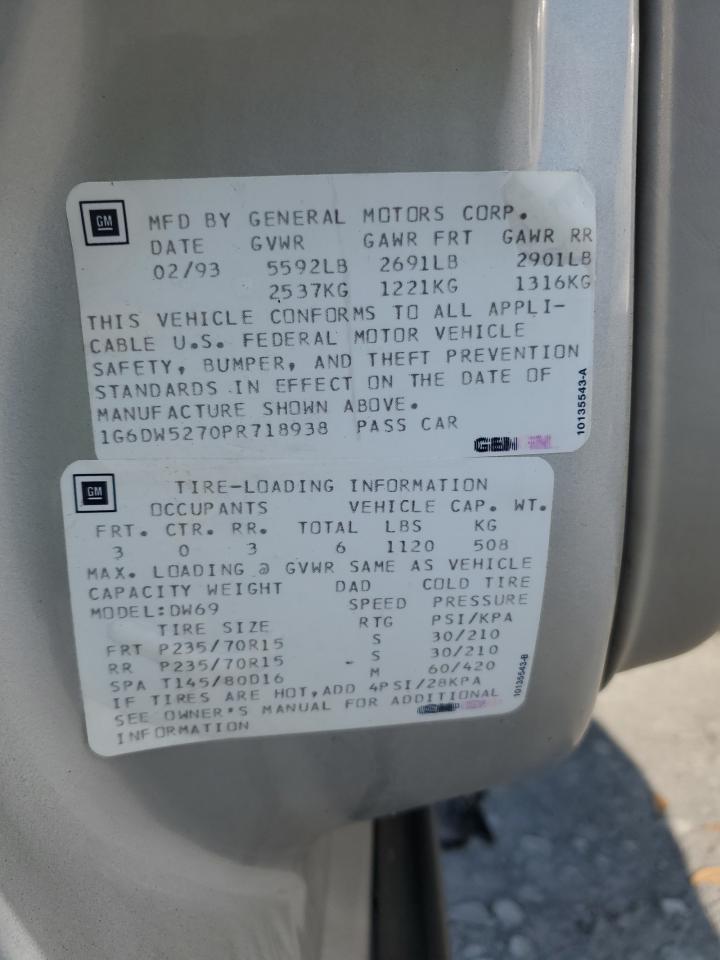 GM
MFD BY GENERAL MOTORS CORP.
DATE GVWR GAWR FRT GAWR RR
02/93 5592LB 2691LB 2901LB
2537KG 1221KG 1316KG
THIS VEHICLE CONFORMS TO ALL APPLI-
CABLE U.S. FEDERAL MOTOR VEHICLE
SAFETY, BUMPER, AND THEFT PREVENTION
STANDARDS IN EFFECT ON THE DATE OF
MANUFACTURE SHOWN ABOVE.
1G6DW5270PR718938 PASS CAR
10135543-A
GM
TIRE-LOADING INFORMATION
OCCUPANTS VEHICLE CAP. WT.
FRT. CTR. RR. TOTAL LBS KG
3 0 3 6 1120 508
MAX. LOADING @ GVWR SAME AS VEHICLE
CAPACITY WEIGHT DAD COLD TIRE
MODEL:DW69 SPEED PRESSURE
TIRE SIZE RTG PSI/KPA
FRT P235/70R15 S 30/210
RR P235/70R15 S 30/210
SPA T145/80D16 M 60/420
IF TIRES ARE HOT,ADD 4PSI/28KPA
SEE OWNER'S MANUAL FOR ADDITIONAL
INFORMATION
10135543-B